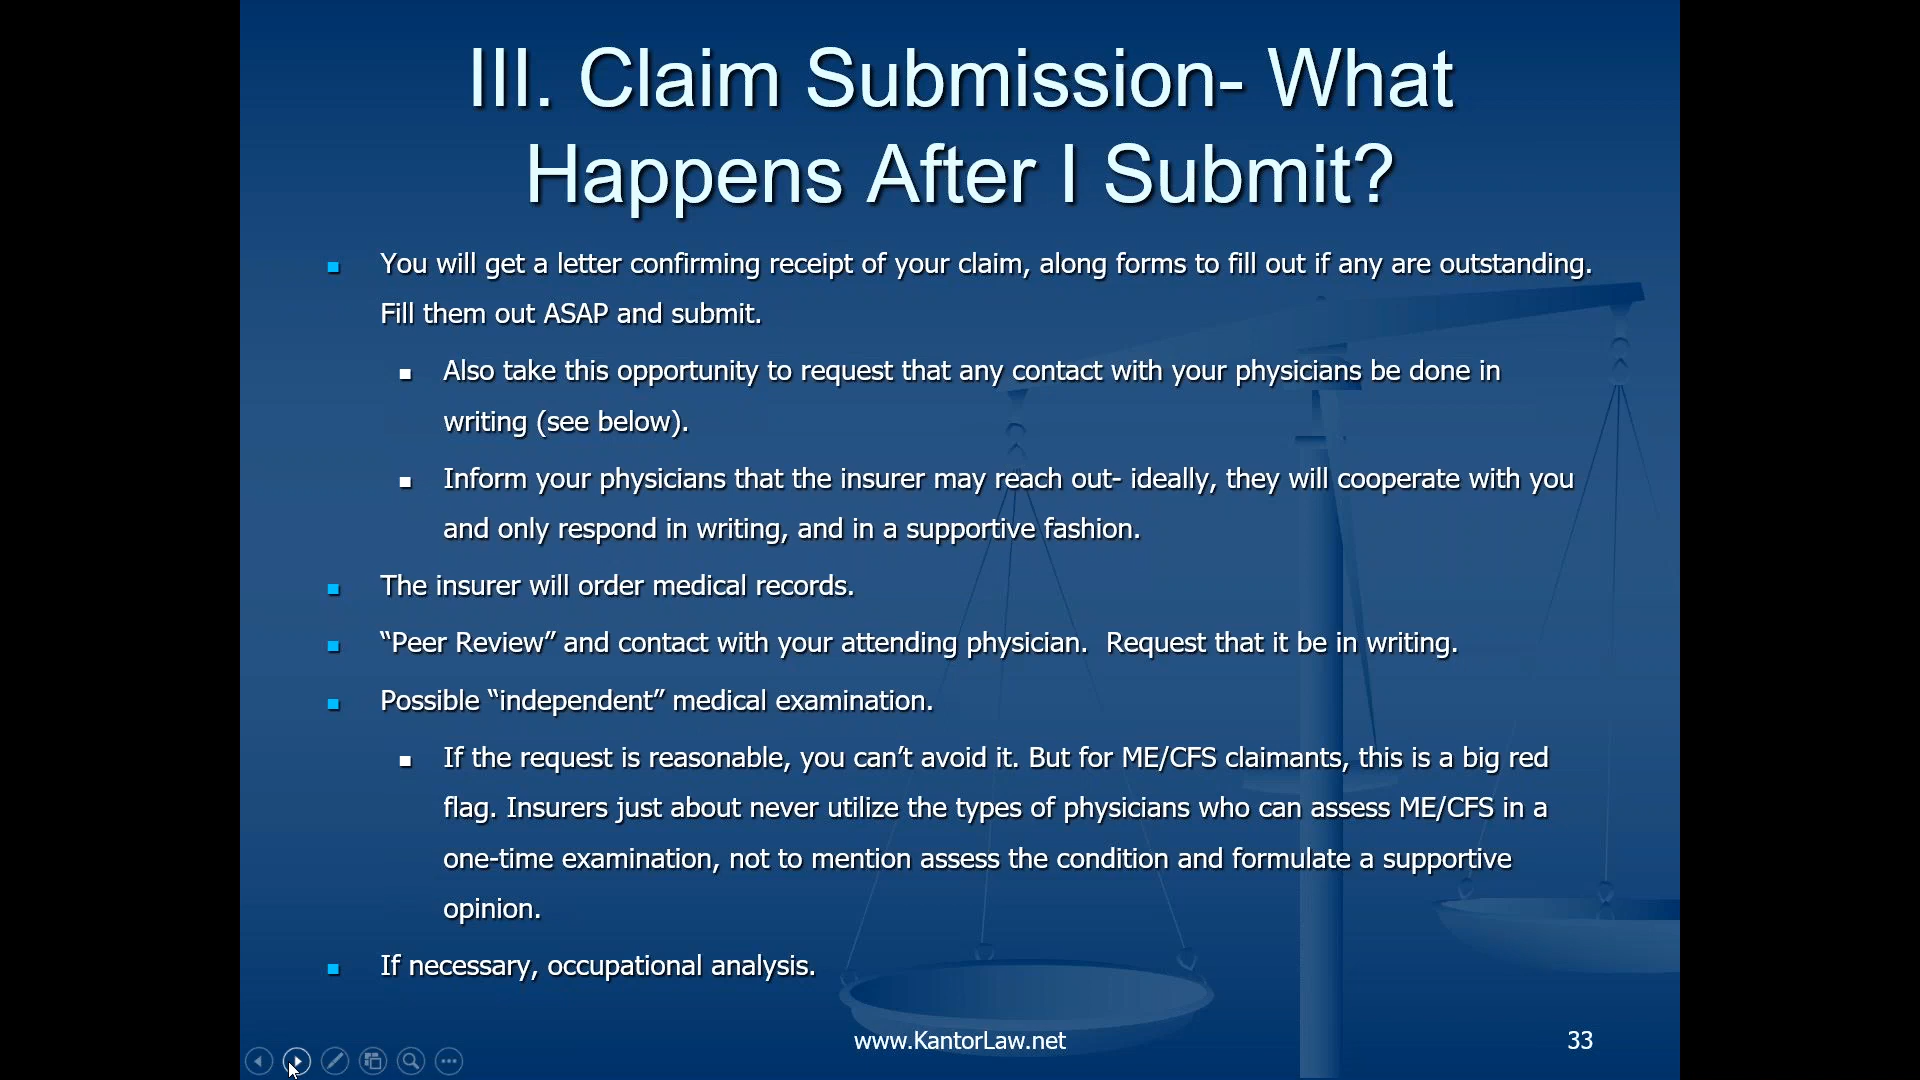 III. Claim Submission- What
Happens After I Submit?
You will get a letter confirming receipt of your claim, along forms to fill out if any are outstanding.
Fill them out ASAP and submit.
Also take this opportunity to request that any contact with your physicians be done in
writing (see below).
Inform your physicians that the insurer may reach out- ideally, they will cooperate with you
and only respond in writing, and in a supportive fashion.
The insurer will order medical records.
“Peer Review” and contact with your attending physician.  Request that it be in writing.
Possible “independent” medical examination.
If the request is reasonable, you can’t avoid it. But for ME/CFS claimants, this is a big red
flag. Insurers just about never utilize the types of physicians who can assess ME/CFS in a
one-time examination, not to mention assess the condition and formulate a supportive
opinion.
If necessary, occupational analysis.
www.KantorLaw.net
33